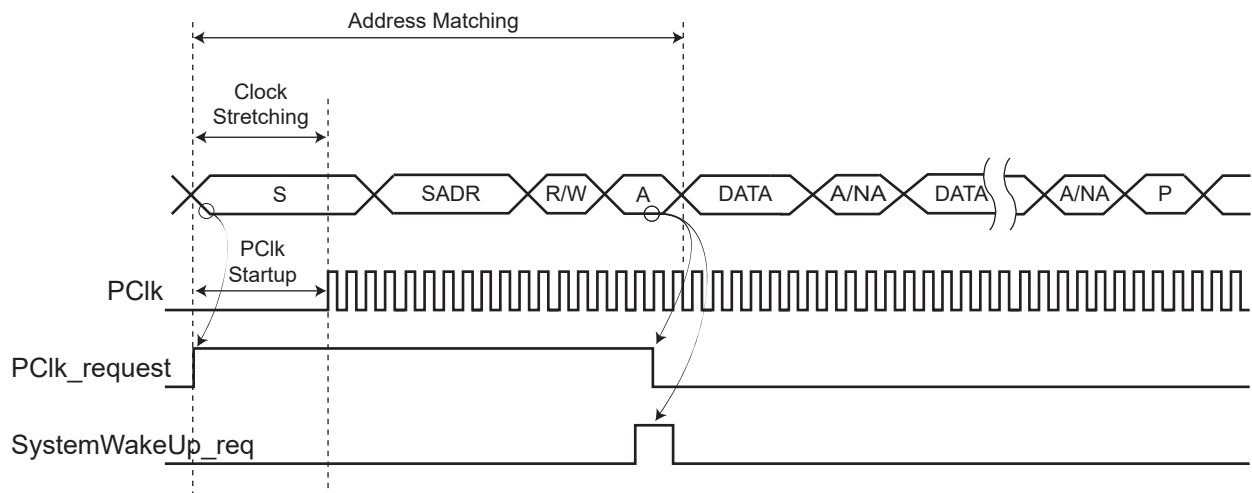 Address Matching
Clock
Stretching
S
SADR
R/W
A
DATA
A/NA
DATA
A/NA
P
PClk
Startup
PClk
PClk_request
SystemWakeUp_req